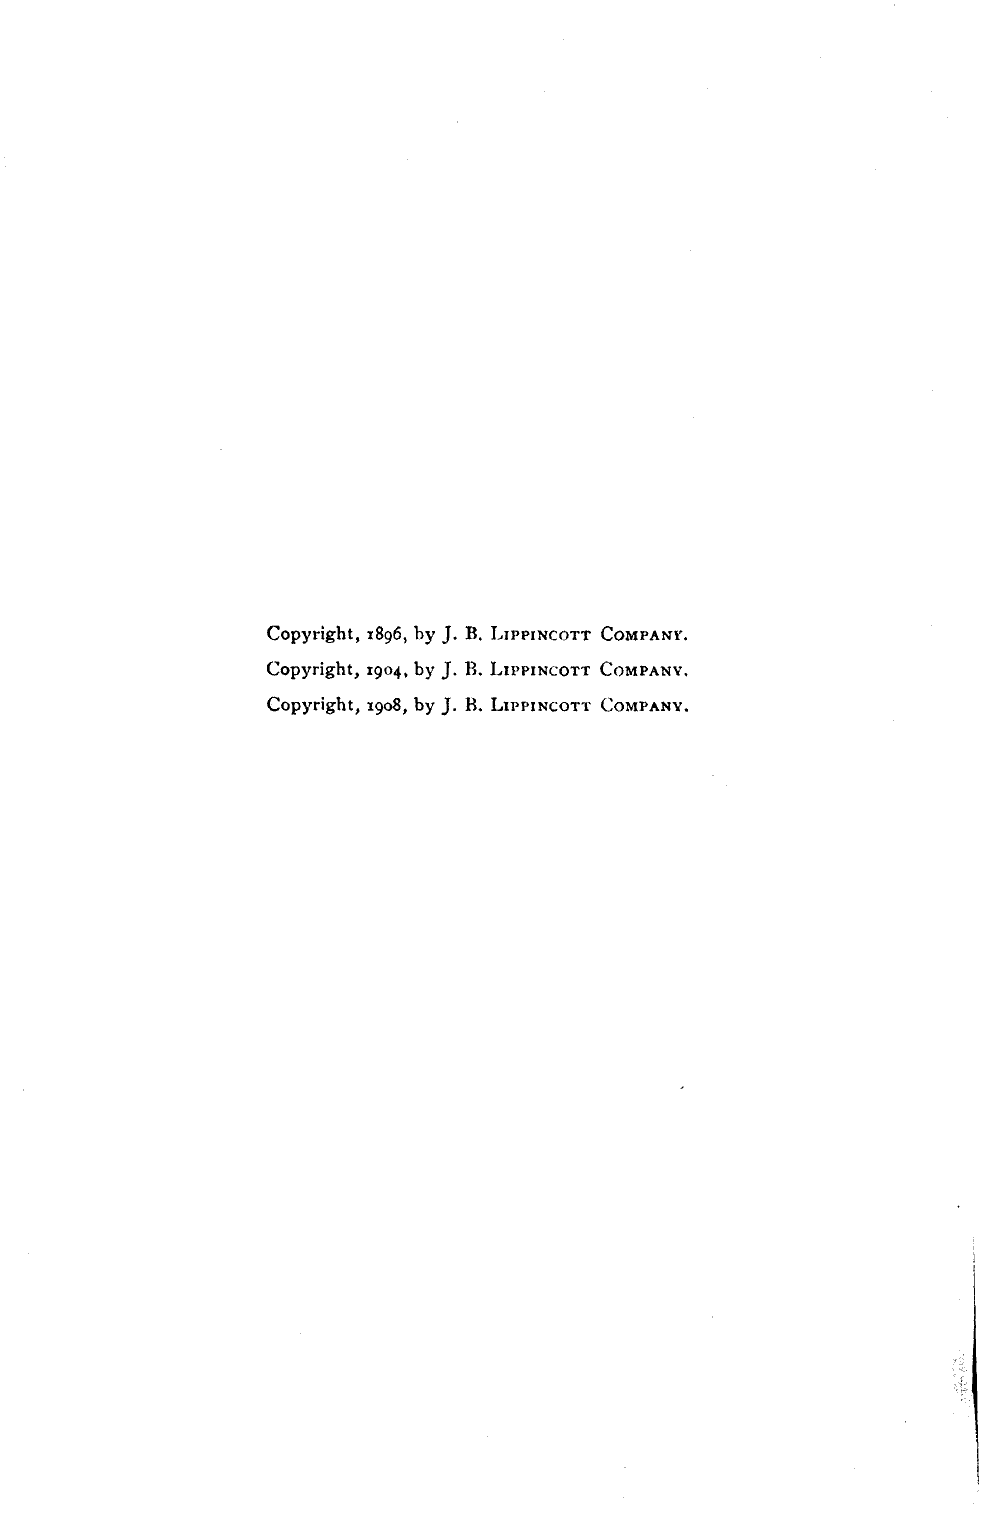 Copyright, 1896, by J. B. Lippincott Company.
Copyright, 1904, by J. B. Lippincott Company.
Copyright, 1908, by J. B. Lippincott Company.